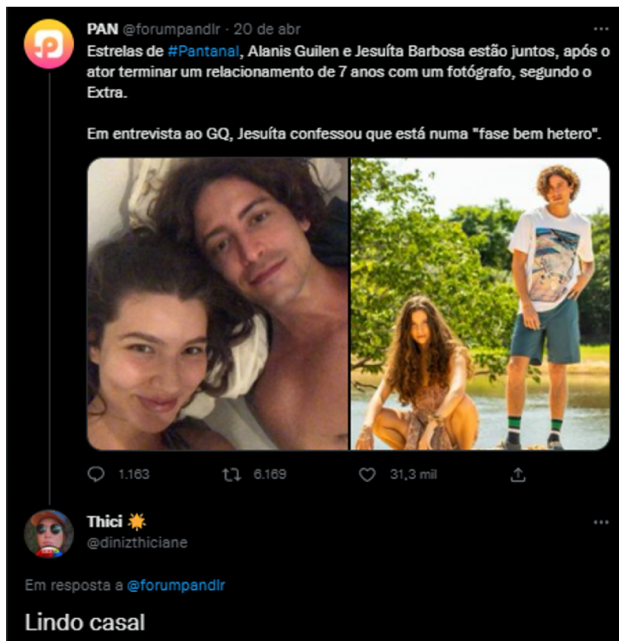 PAN @forumpandlr · 20 de abr
Estrelas de #Pantanal, Alanis Guilen e Jesuíta Barbosa estão juntos, após o
ator terminar um relacionamento de 7 anos com um fotógrafo, segundo o
Extra.
Em entrevista ao GQ, Jesuíta confessou que está numa "fase bem hetero".
1.163 6.169 31,3 mil
Thici
@dinizthiciane
Em resposta a @forumpandlr
Lindo casal